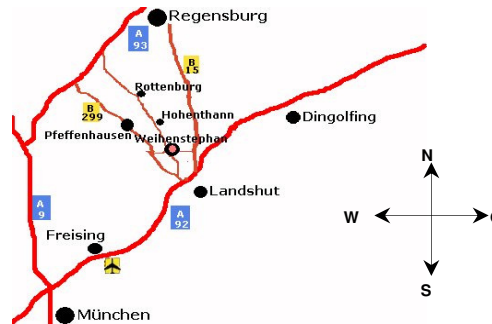 Regensburg
A
93
B
15
Rottenburg
B
299
Hohenthann
Dingolfing
Pfeffenhausen
Weihenstephan
N
Landshut
A
9
A
92
W
Freising
S
München